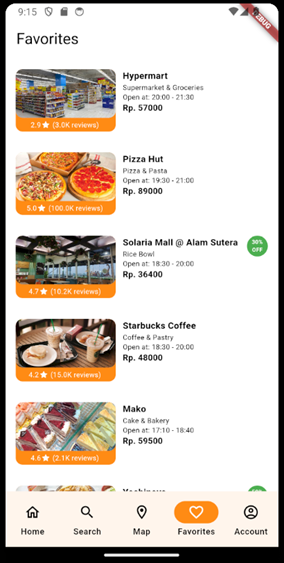 9:15
DEBUG
Favorites
Hypermart
Supermarket & Groceries
Open at: 20:00 - 21:30
Rp. 57000
2.9 ★ (3.0K reviews)
Pizza Hut
Pizza & Pasta
Open at: 19:30 - 21:00
Rp. 89000
5.0 ★ (100.0K reviews)
Solaria Mall @ Alam Sutera
30%
OFF
Rice Bowl
Open at: 18:30 - 20:00
Rp. 36400
4.7 ★ (10.2K reviews)
Starbucks Coffee
Coffee & Pastry
Open at: 18:30 - 20:00
Rp. 48000
4.2 ★ (15.0K reviews)
Mako
Cake & Bakery
Open at: 17:10 - 18:40
Rp. 59500
4.6 ★ (2.1K reviews)
Home Search Map Favorites Account